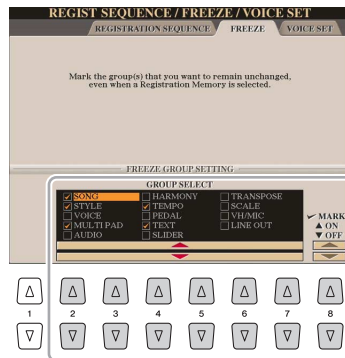 REGIST SEQUENCE / FREEZE / VOICE SET
REGISTRATION SEQUENCE FREEZE VOICE SET
Mark the group(s) that you want to remain unchanged,
even when a Registration Memory is selected.
FREEZE GROUP SETTING
GROUP SELECT
SONG HARMONY TRANSPOSE
STYLE TEMPO SCALE
VOICE PEDAL VH/MIC
MULTI PAD TEXT LINE OUT
AUDIO SLIDER
MARK
▲ ON
▼ OFF
1 2 3 4 5 6 7 8